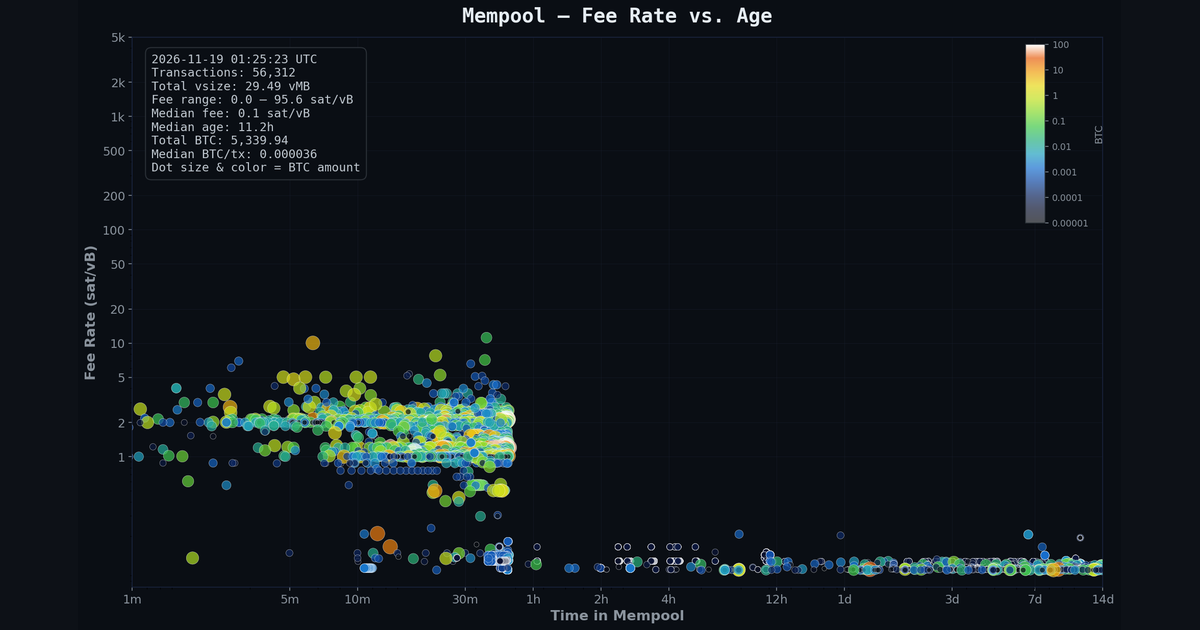 Mempool — Fee Rate vs. Age
2026-11-19 01:25:23 UTC
Transactions: 56,312
Total vsize: 29.49 vMB
Fee range: 0.0 – 95.6 sat/vB
Median fee: 0.1 sat/vB
Median age: 11.2h
Total BTC: 5,339.94
Median BTC/tx: 0.000036
Dot size & color = BTC amount
100
10
1
0.1
0.01
0.001
0.0001
0.00001
BTC
Fee Rate (sat/vB)
5k
2k
1k
500
200
100
50
20
10
5
2
1
1m 5m 10m 30m 1h 2h 4h 12h 1d 3d 7d 14d
Time in Mempool